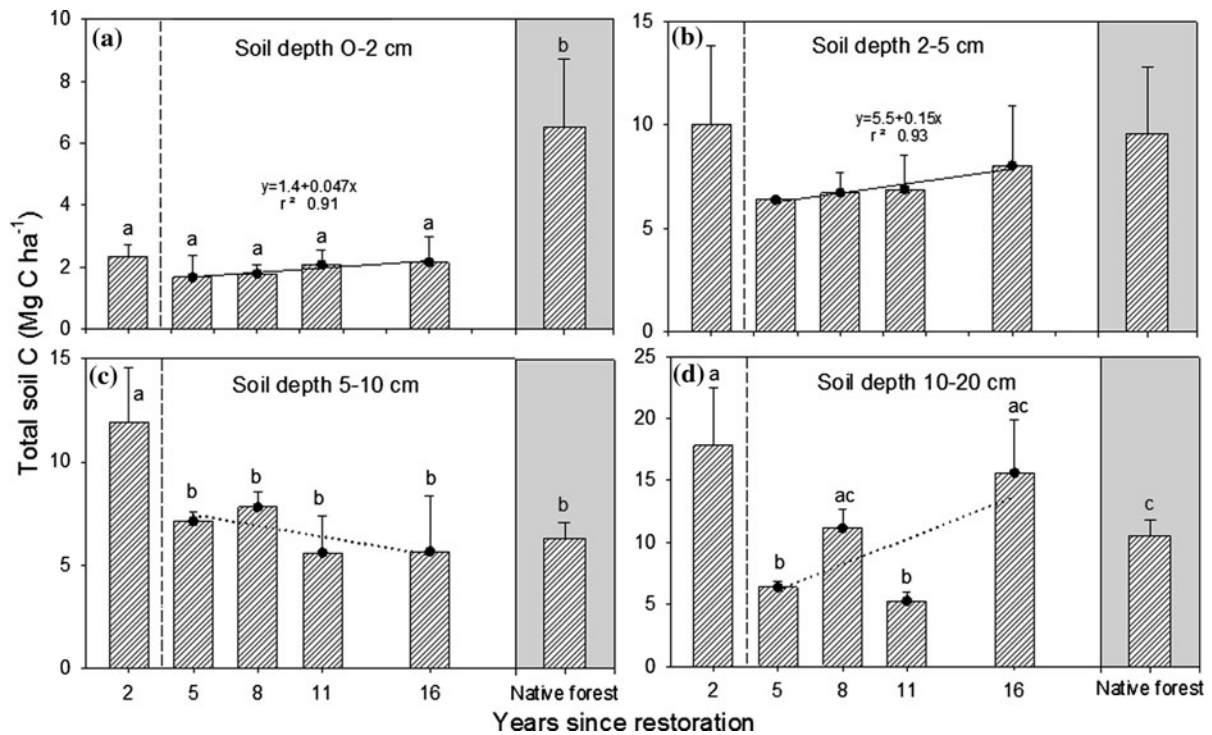 Total soil C (Mg C ha⁻¹)
(a)
Soil depth O-2 cm
10
8
6
4
2
0
y=1.4+0.047x
r² 0.91
a
a
a
a
a
b
(b)
Soil depth 2-5 cm
15
10
5
0
y=5.5+0.15x
r² 0.93
(c)
Soil depth 5-10 cm
15
10
5
0
a
b
b
b
b
b
2 5 8 11 16 Native forest
(d)
Soil depth 10-20 cm
25
20
15
10
5
0
a
b
ac
b
ac
c
2 5 8 11 16 Native forest
Years since restoration